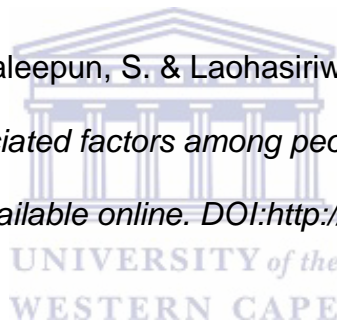 aleepun, S. & Laohasiriw
ciated factors among peo
ailable online. DOI:http:/
UNIVERSITY of the
WESTERN CAPE